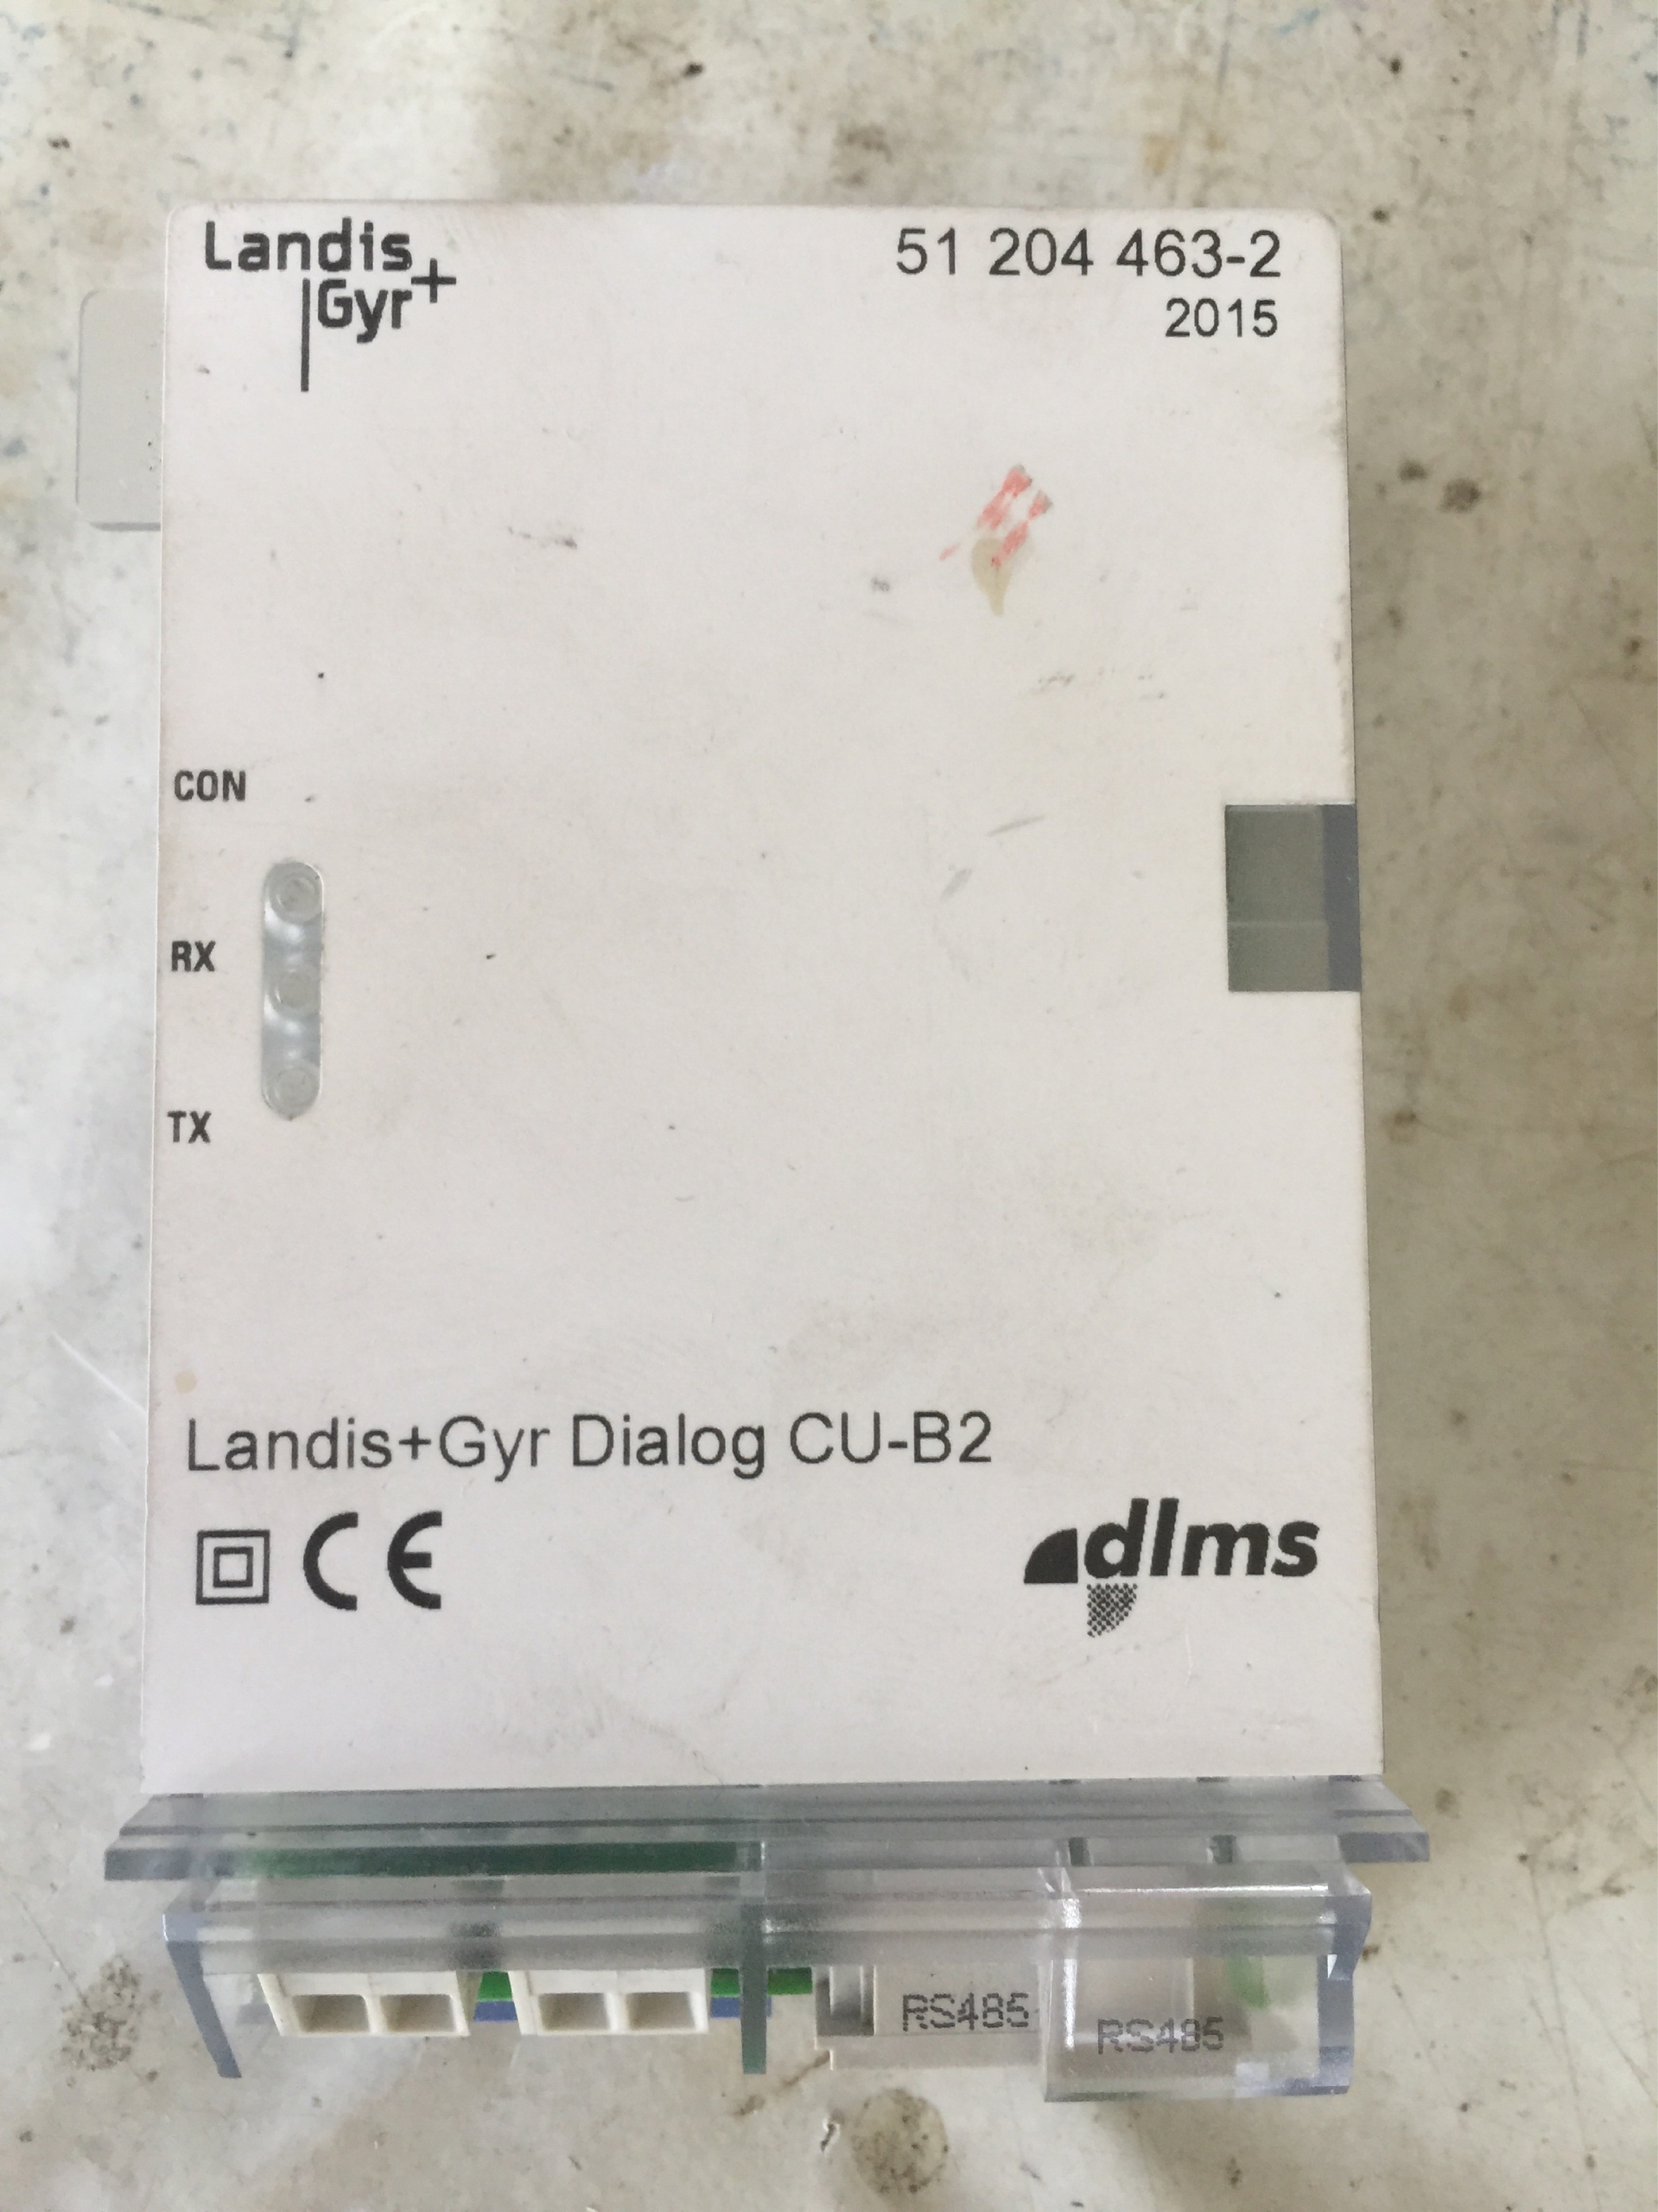 Landis+
Gyr
51 204 463-2
2015
CON
RX
TX
Landis+Gyr Dialog CU-B2
CE
dlms
RS485
RS485